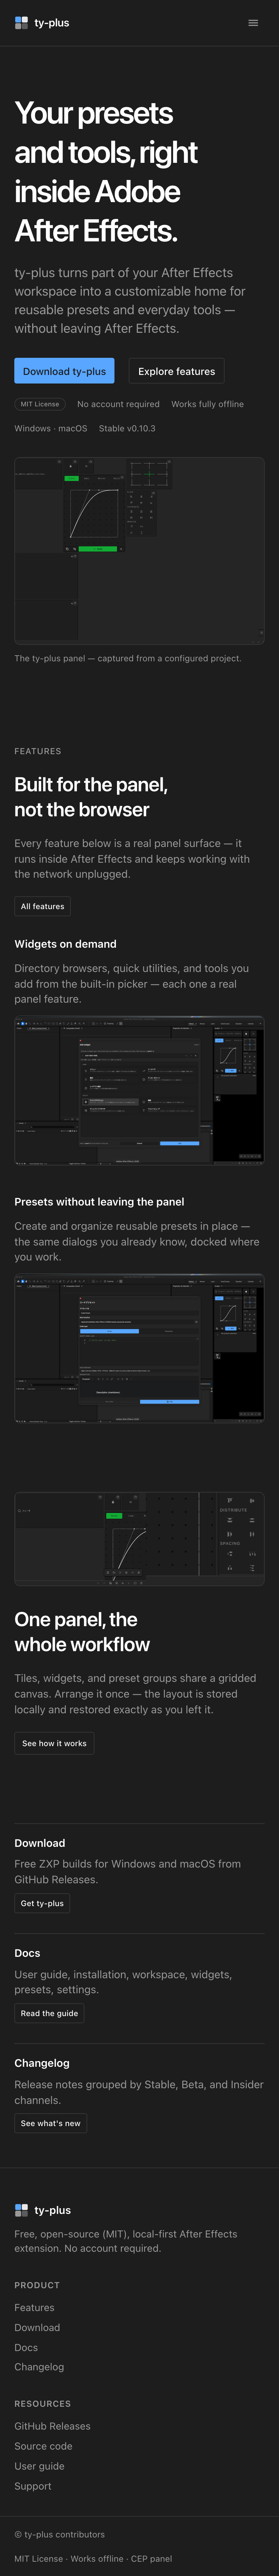 ty-plus
Your presets
and tools, right
inside Adobe
After Effects.
ty-plus turns part of your After Effects
workspace into a customizable home for
reusable presets and everyday tools —
without leaving After Effects.
Download ty-plus
Explore features
MIT License
No account required
Works fully offline
Windows · macOS
Stable v0.10.3
The ty-plus panel — captured from a configured project.
FEATURES
Built for the panel,
not the browser
Every feature below is a real panel surface — it
runs inside After Effects and keeps working with
the network unplugged.
All features
Widgets on demand
Directory browsers, quick utilities, and tools you
add from the built-in picker — each one a real
panel feature.
Presets without leaving the panel
Create and organize reusable presets in place —
the same dialogs you already know, docked where
you work.
DISTRIBUTE
SPACING
One panel, the
whole workflow
Tiles, widgets, and preset groups share a gridded
canvas. Arrange it once — the layout is stored
locally and restored exactly as you left it.
See how it works
Download
Free ZXP builds for Windows and macOS from
GitHub Releases.
Get ty-plus
Docs
User guide, installation, workspace, widgets,
presets, settings.
Read the guide
Changelog
Release notes grouped by Stable, Beta, and Insider
channels.
See what's new
ty-plus
Free, open-source (MIT), local-first After Effects
extension. No account required.
PRODUCT
Features
Download
Docs
Changelog
RESOURCES
GitHub Releases
Source code
User guide
Support
© ty-plus contributors
MIT License · Works offline · CEP panel